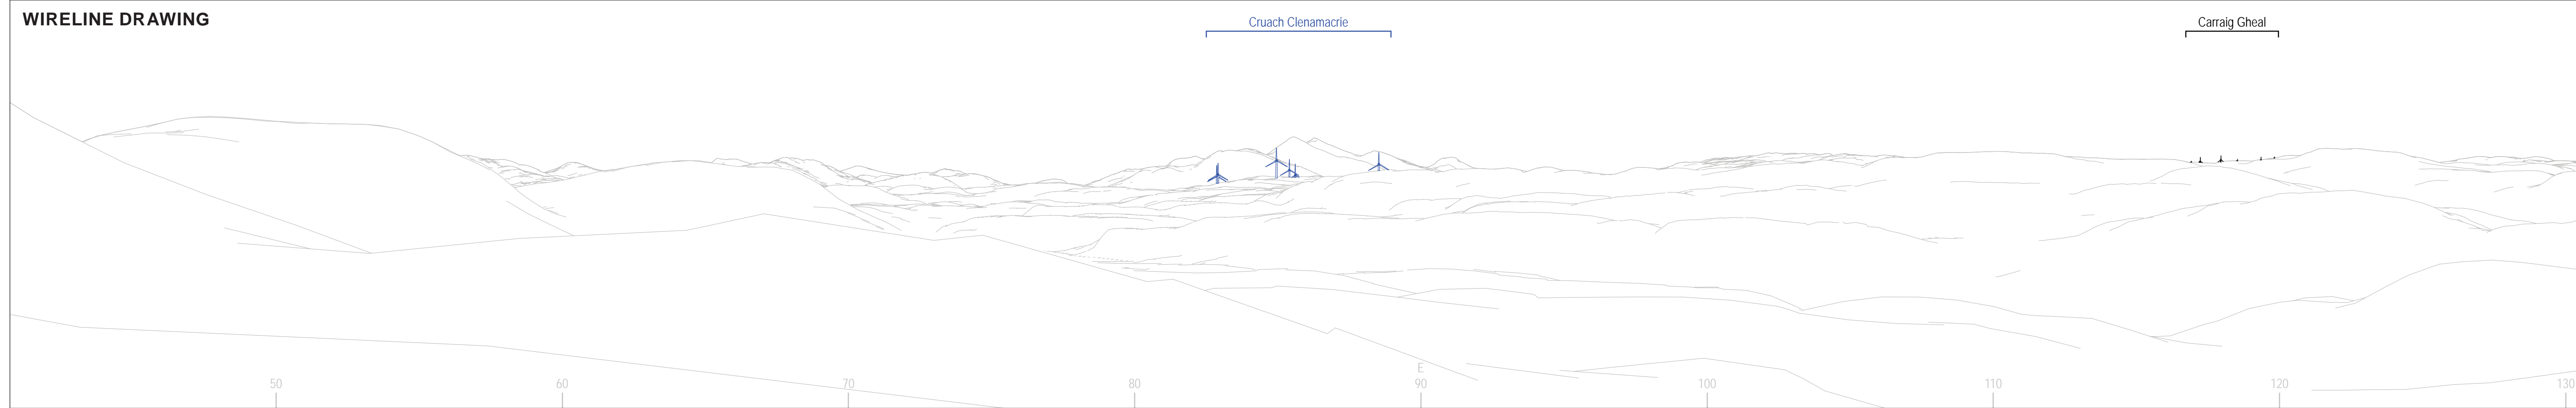 WIRELINE DRAWING
Cruach Clenamacrie
Carraig Gheal
E
50 60 70 80 90 100 110 120 130